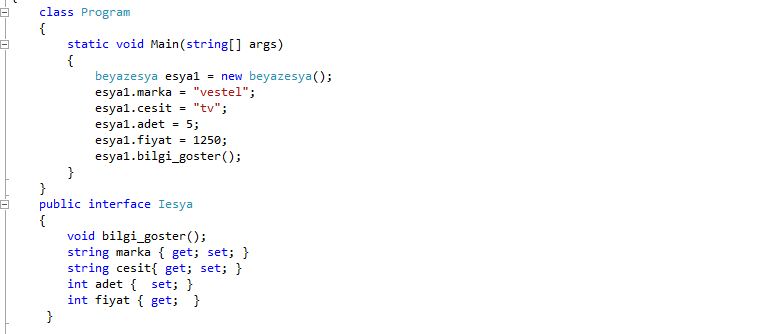 class Program
{
static void Main(string[] args)
{
beyazesya esya1 = new beyazesya();
esya1.marka = "vestel";
esya1.cesit = "tv";
esya1.adet = 5;
esya1.fiyat = 1250;
esya1.bilgi_goster();
}
}
public interface Iesya
{
void bilgi_goster();
string marka { get; set; }
string cesit{ get; set; }
int adet {  set; }
int fiyat { get;  }
}